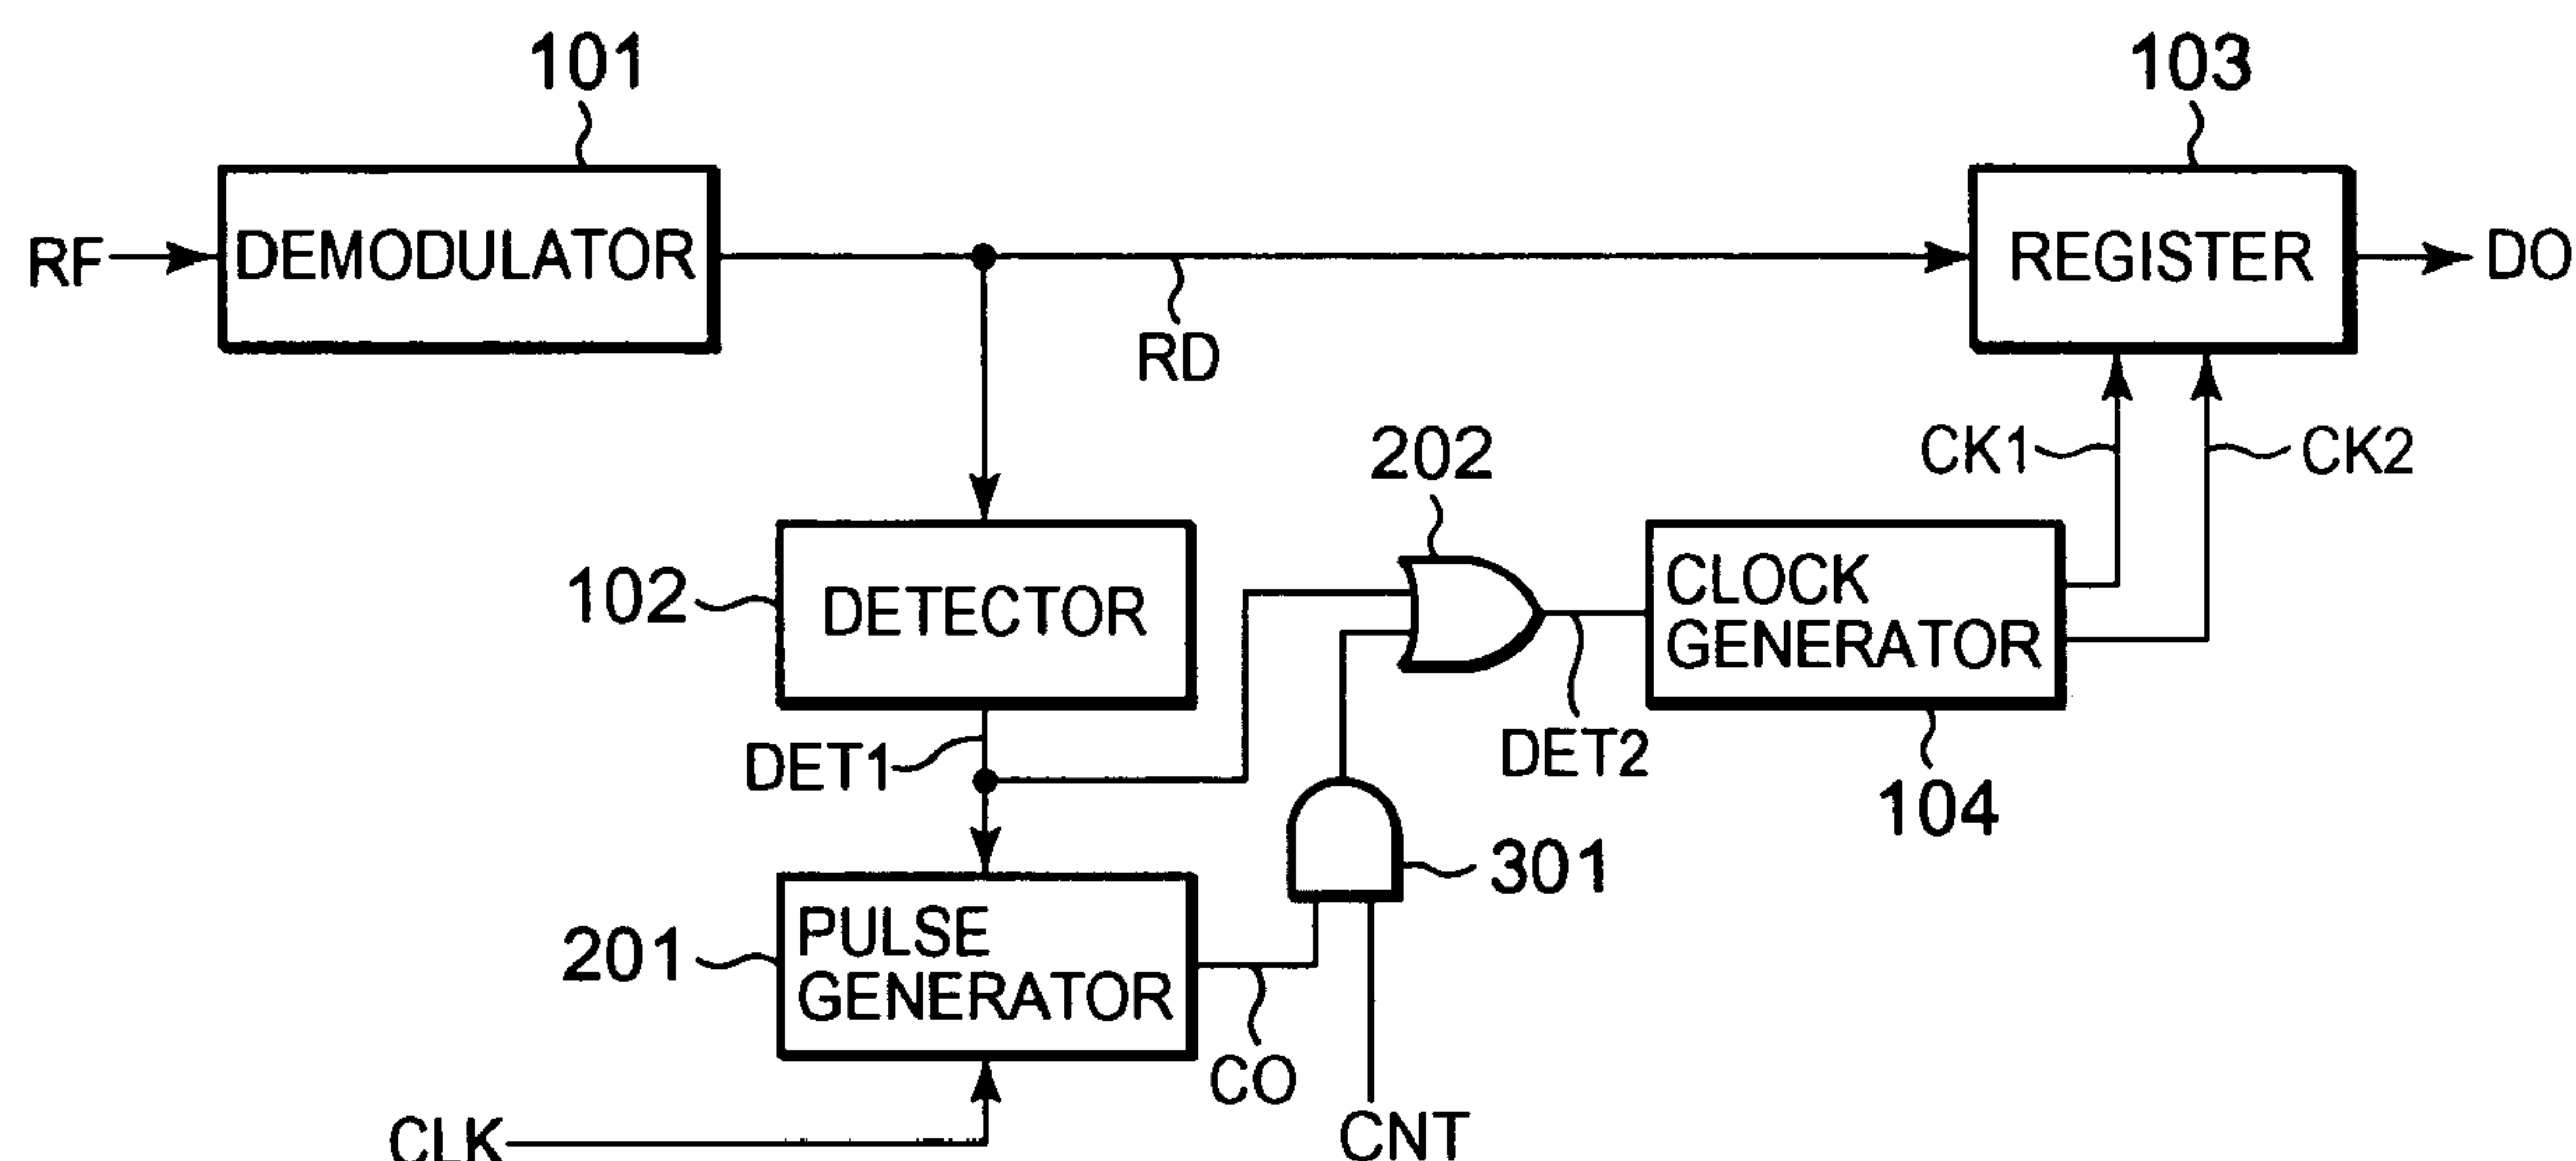 101
103
RF
DEMODULATOR
REGISTER
DO
RD
202
CK1
CK2
102
DETECTOR
CLOCK
GENERATOR
DET1
DET2
104
301
201
PULSE
GENERATOR
CO
CNT
CLK